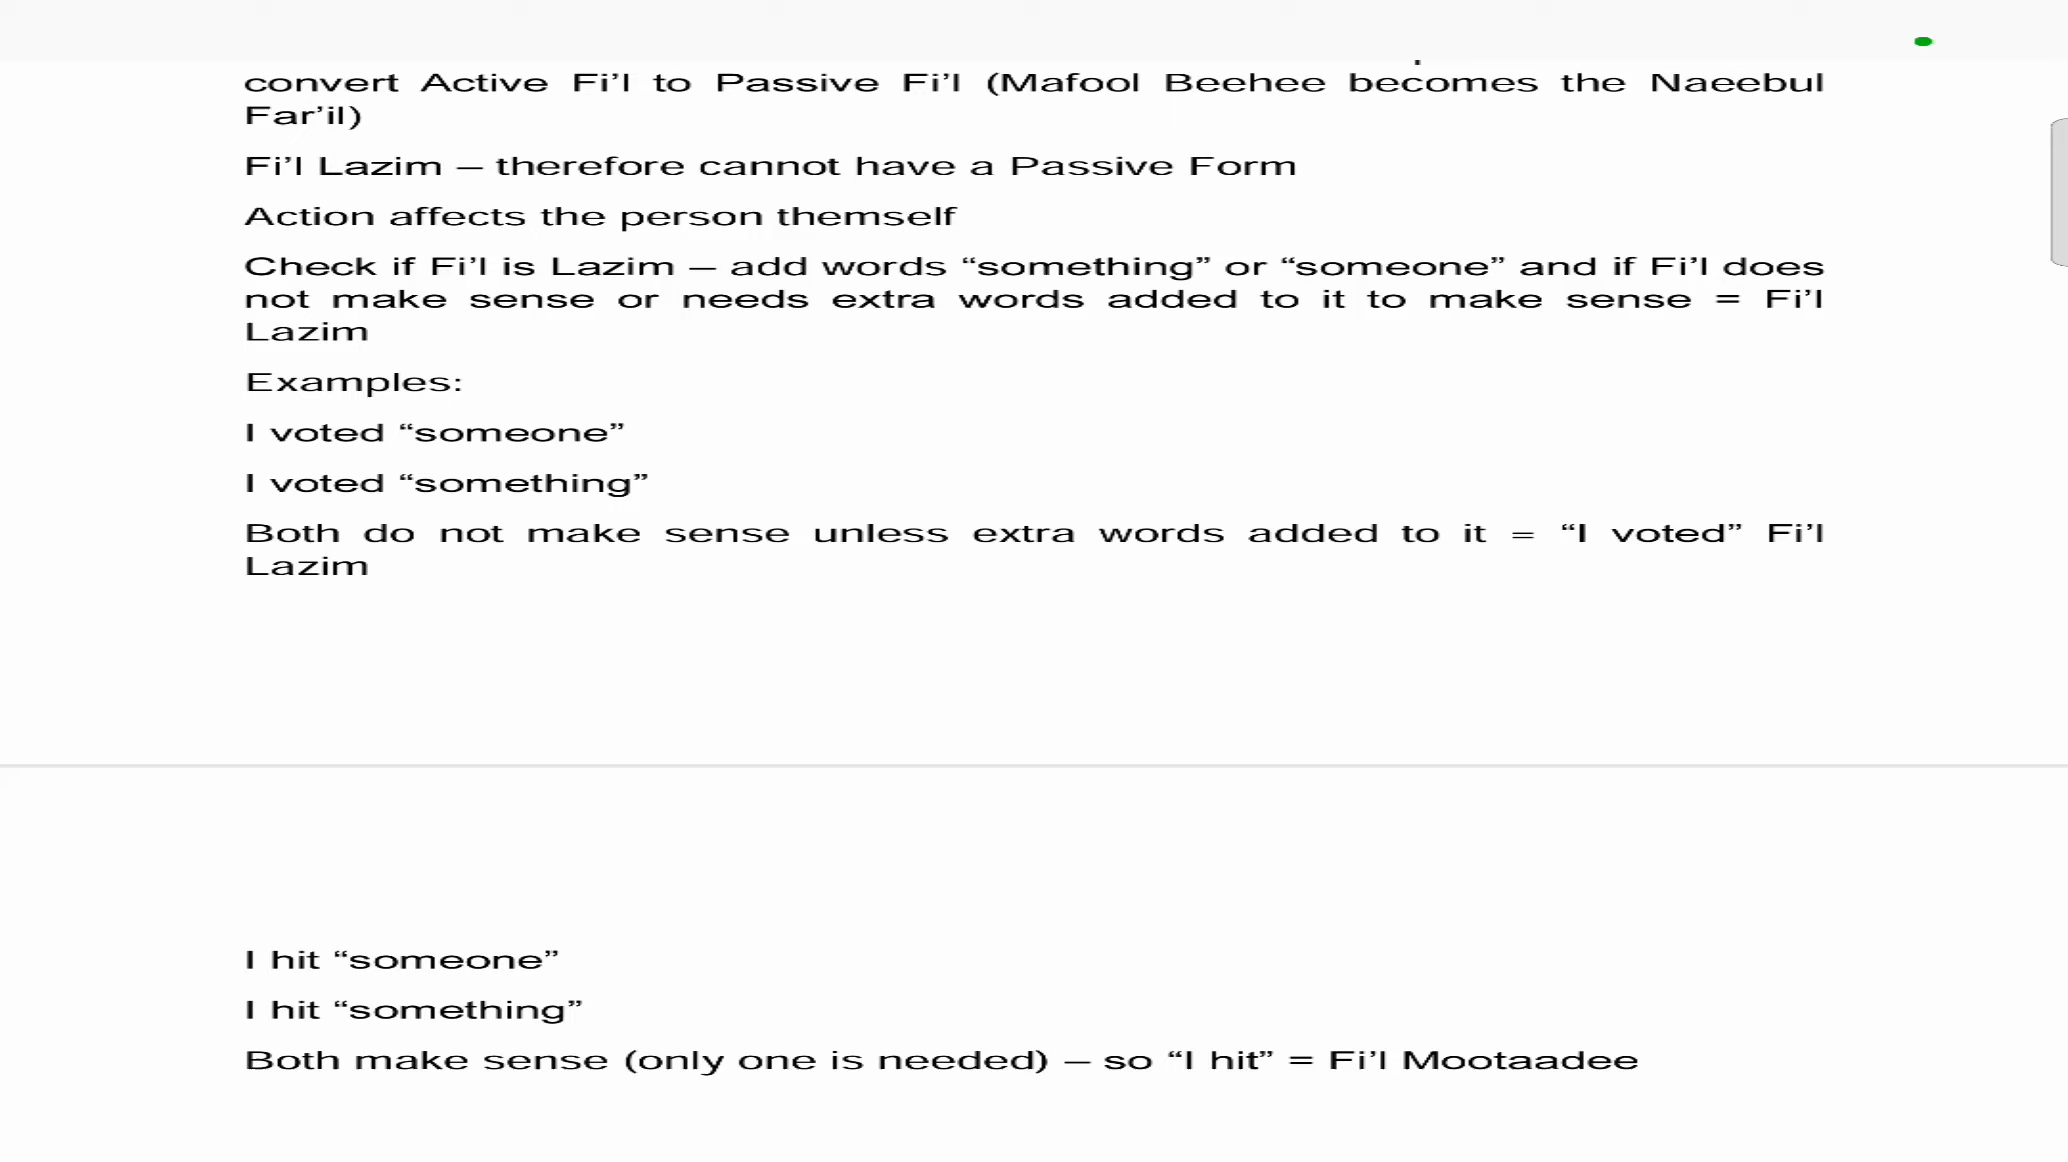 convert Active Fi’l to Passive Fi’l (Mafool Beehee becomes the Naeebul
Far’il)
Fi’l Lazim – therefore cannot have a Passive Form
Action affects the person themself
Check if Fi’l is Lazim – add words “something” or “someone” and if Fi’l does
not make sense or needs extra words added to it to make sense = Fi’l
Lazim
Examples:
I voted “someone”
I voted “something”
Both do not make sense unless extra words added to it = “I voted” Fi’l
Lazim
I hit “someone”
I hit “something”
Both make sense (only one is needed) – so “I hit” = Fi’l Mootaadee